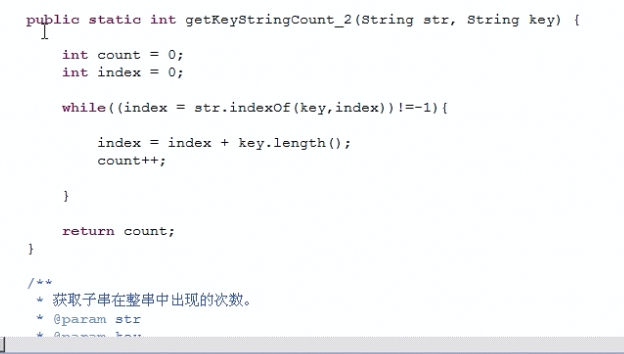 public static int getKeyStringCount_2(String str, String key) {
int count = 0;
int index = 0;
while((index = str.indexOf(key,index))!=-1){
index = index + key.length();
count++;
}
return count;
}
/**
* 获取子串在整串中出现的次数。
* @param str
* @param key